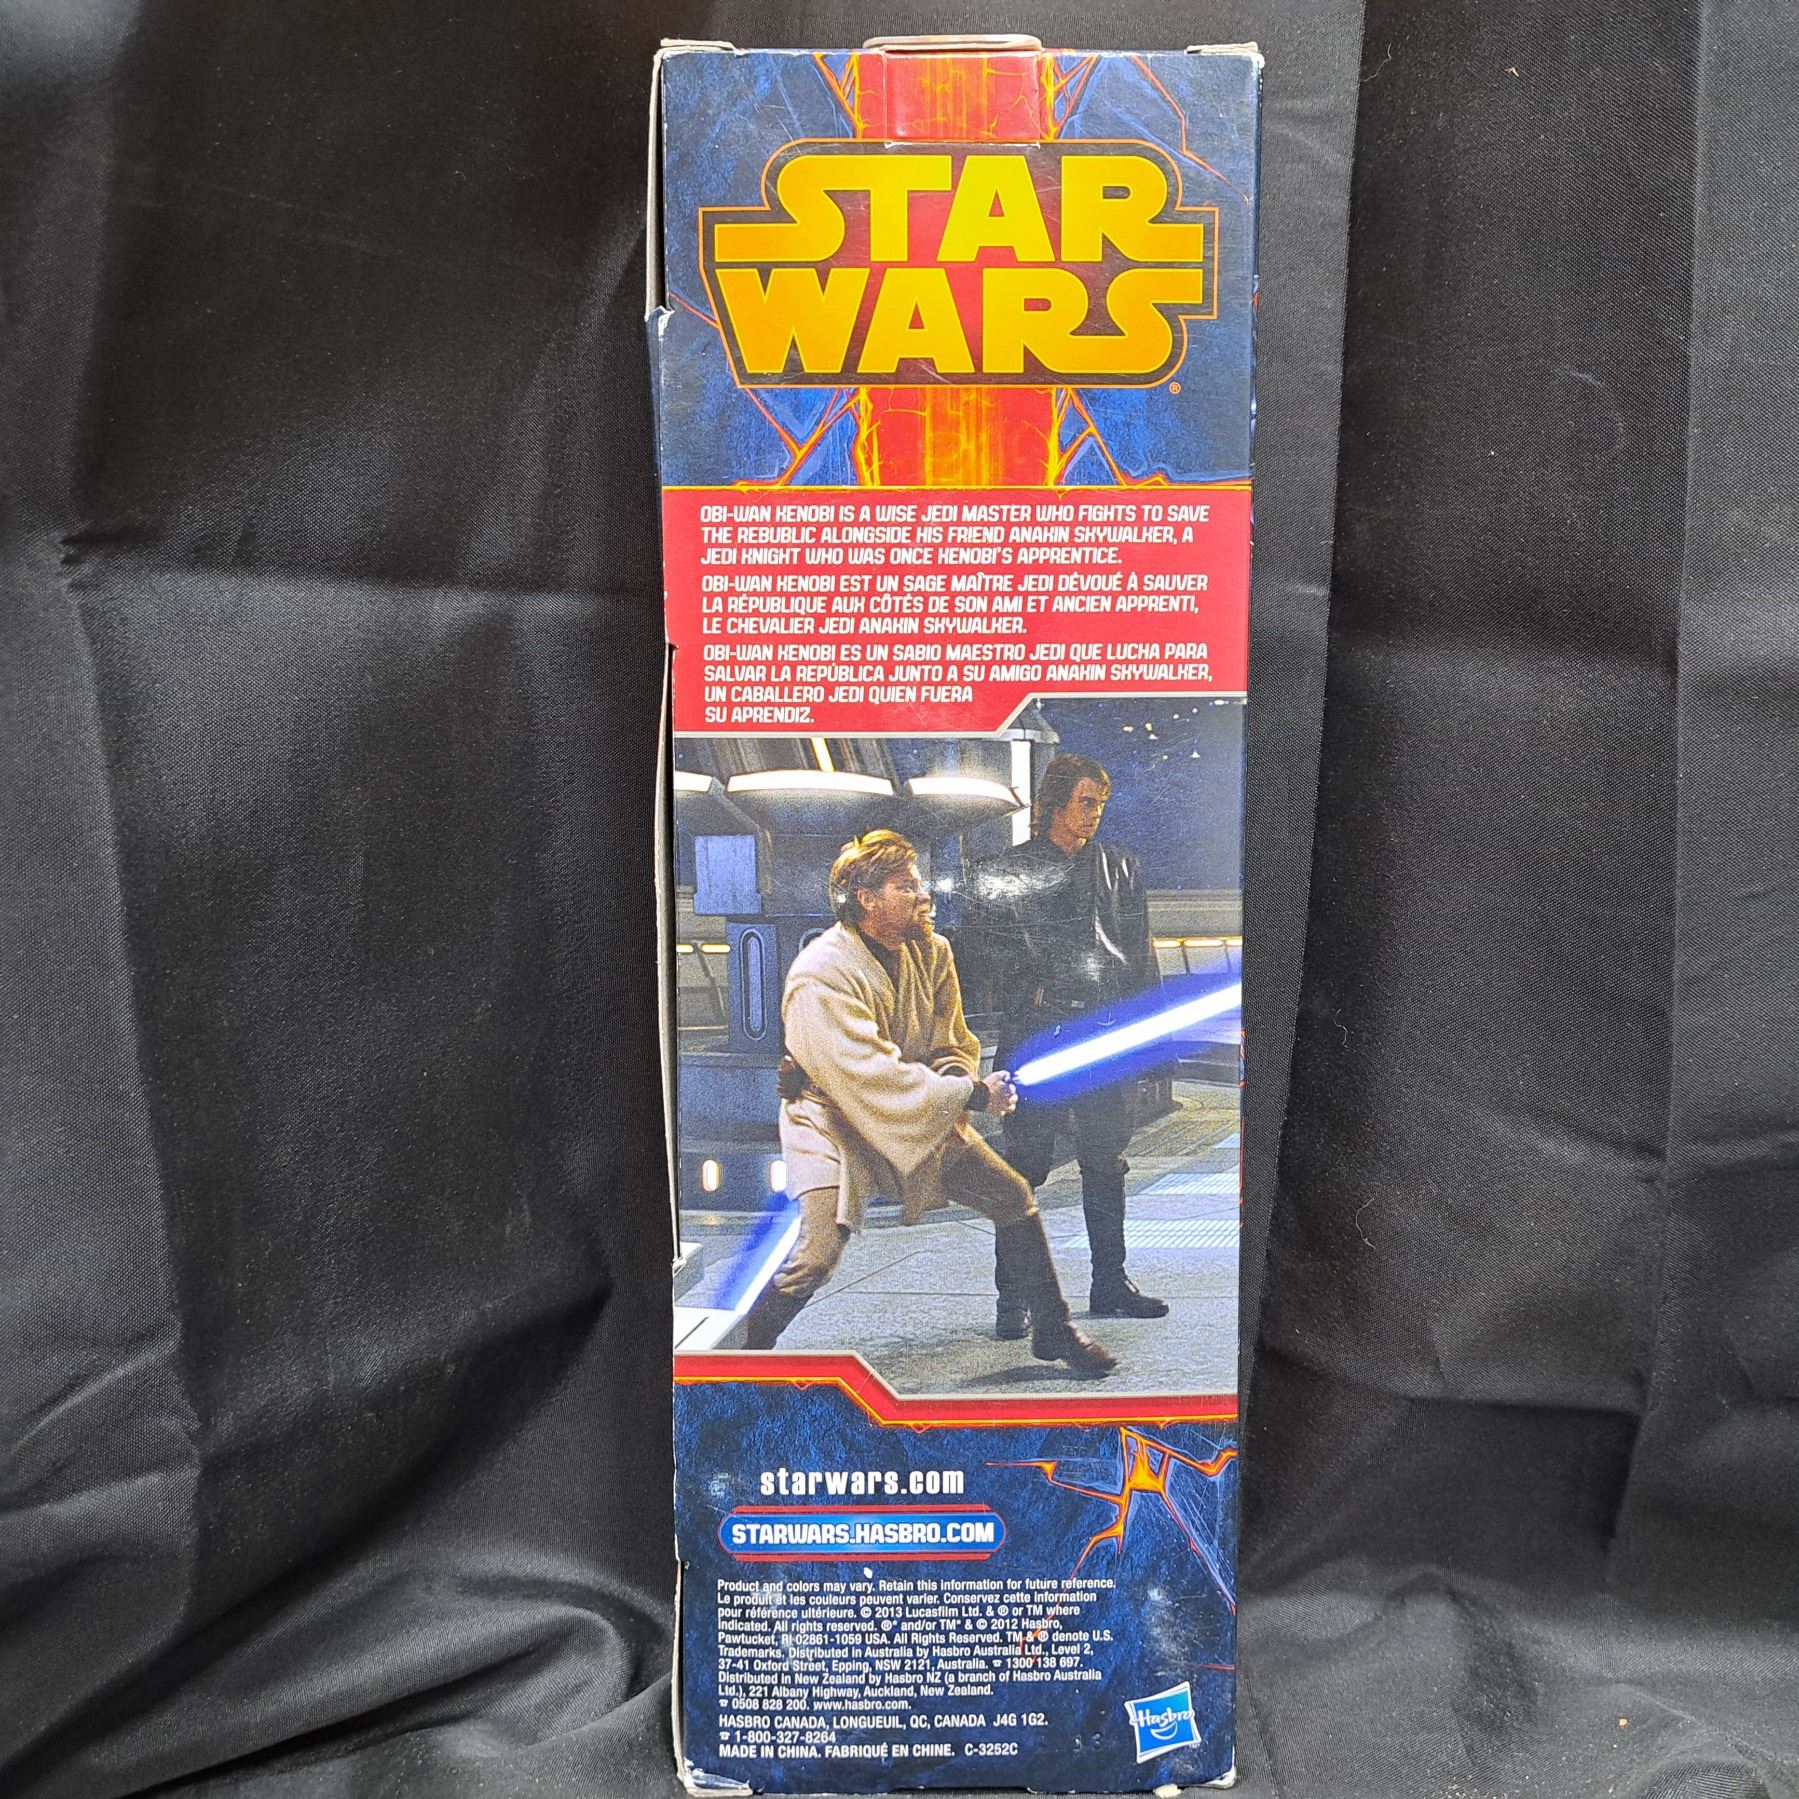 STAR
WARS
®
OBI-WAN KENOBI IS A WISE JEDI MASTER WHO FIGHTS TO SAVE
THE REBUBLIC ALONGSIDE HIS FRIEND ANAKIN SKYWALKER, A
JEDI KNIGHT WHO WAS ONCE KENOBI'S APPRENTICE.
OBI-WAN KENOBI EST UN SAGE MAÎTRE JEDI DÉVOUÉ À SAUVER
LA RÉPUBLIQUE AUX CÔTÉS DE SON AMI ET ANCIEN APPRENTI,
LE CHEVALIER JEDI ANAKIN SKYWALKER.
OBI-WAN KENOBI ES UN SABIO MAESTRO JEDI QUE LUCHA PARA
SALVAR LA REPÚBLICA JUNTO A SU AMIGO ANAKIN SKYWALKER,
UN CABALLERO JEDI QUIEN FUERA
SU APRENDIZ.
starwars.com
STARWARS.HASBRO.COM
Product and colors may vary. Retain this information for future reference.
Le produit et les couleurs peuvent varier. Conservez cette information
pour référence ultérieure. © 2013 Lucasfilm Ltd. & ® or TM where
indicated. All rights reserved. ®* and/or TM* & © 2012 Hasbro,
Pawtucket, RI 02861-1059 USA. All Rights Reserved. TM & ® denote U.S.
Trademarks. Distributed in Australia by Hasbro Australia Ltd., Level 2,
37-41 Oxford Street, Epping, NSW 2121, Australia. ☎ 1300 138 697.
Distributed in New Zealand by Hasbro NZ (a branch of Hasbro Australia
Ltd.), 221 Albany Highway, Auckland, New Zealand.
☎ 0508 828 200. www.hasbro.com.
HASBRO CANADA, LONGUEUIL, QC, CANADA J4G 1G2.
☎ 1-800-327-8264
MADE IN CHINA. FABRIQUÉ EN CHINE. C-3252C
Hasbro